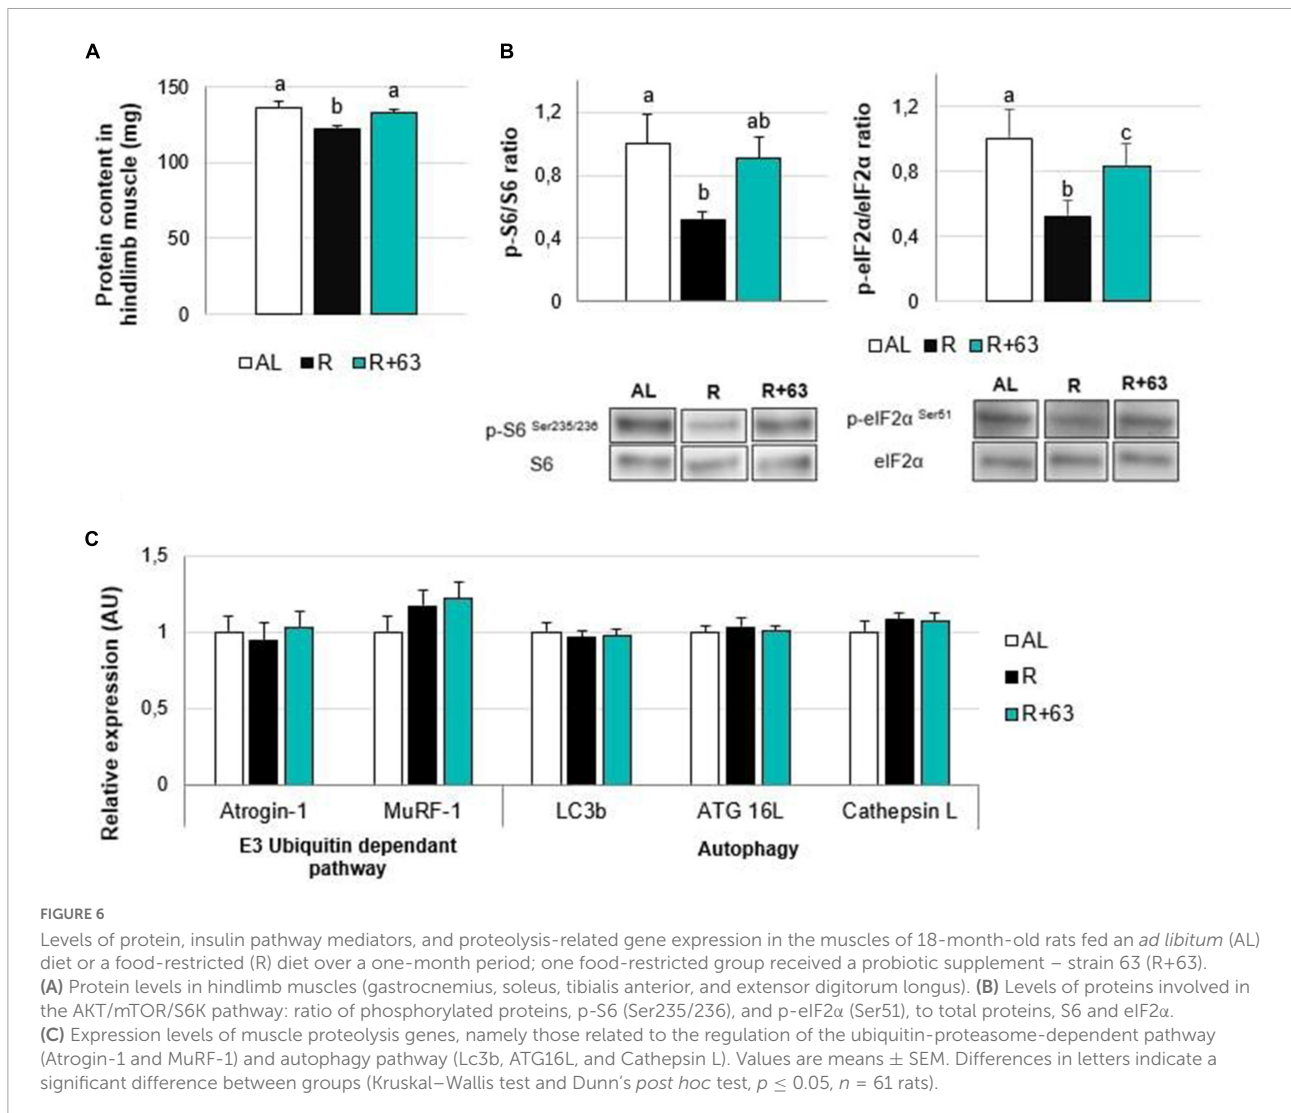 A
Protein content in
hindlimb muscle (mg)
150
100
50
0
a
b
a
AL R R+63
B
p-S6/S6 ratio
1,2
0,8
0,4
0
a
b
ab
p-eIF2α/eIF2α ratio
1,2
0,8
0,4
0
a
b
c
AL R R+63
AL R R+63
p-S6 Ser235/236
S6
AL R R+63
p-eIF2α Ser51
eIF2α
C
Relative expression (AU)
1,5
1
0,5
0
Atrogin-1 MuRF-1 LC3b ATG 16L Cathepsin L
E3 Ubiquitin dependant
pathway
Autophagy
AL
R
R+63
FIGURE 6
Levels of protein, insulin pathway mediators, and proteolysis-related gene expression in the muscles of 18-month-old rats fed an ad libitum (AL)
diet or a food-restricted (R) diet over a one-month period; one food-restricted group received a probiotic supplement – strain 63 (R+63).
(A) Protein levels in hindlimb muscles (gastrocnemius, soleus, tibialis anterior, and extensor digitorum longus). (B) Levels of proteins involved in
the AKT/mTOR/S6K pathway: ratio of phosphorylated proteins, p-S6 (Ser235/236), and p-eIF2α (Ser51), to total proteins, S6 and eIF2α.
(C) Expression levels of muscle proteolysis genes, namely those related to the regulation of the ubiquitin-proteasome-dependent pathway
(Atrogin-1 and MuRF-1) and autophagy pathway (Lc3b, ATG16L, and Cathepsin L). Values are means ± SEM. Differences in letters indicate a
significant difference between groups (Kruskal–Wallis test and Dunn's post hoc test, p ≤ 0.05, n = 61 rats).